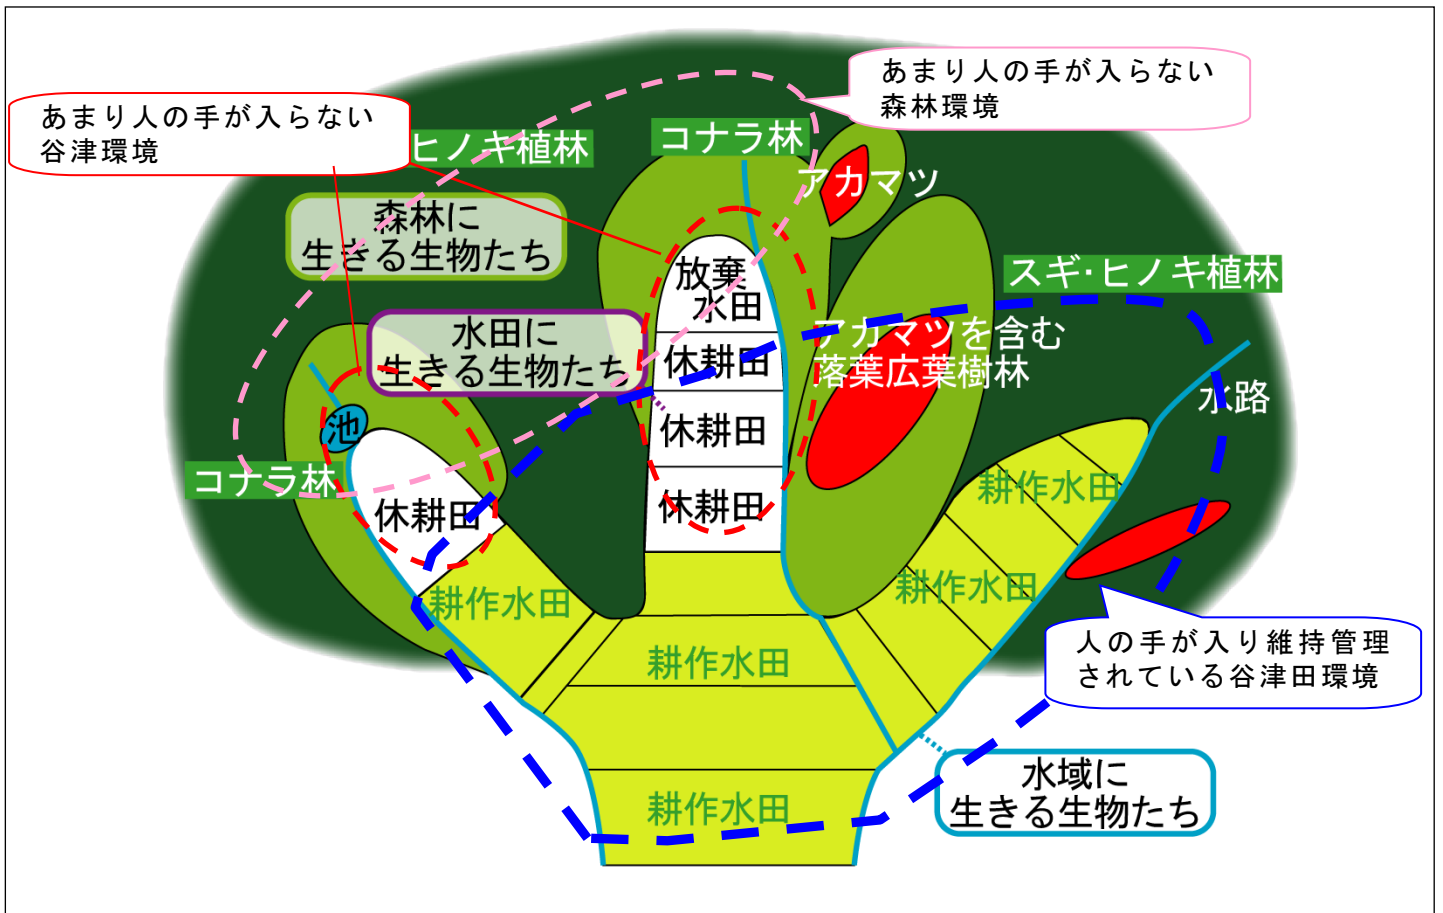 あまり人の手が入らない
森林環境
あまり人の手が入らない
谷津環境
ヒノキ植林
コナラ林
アカマツ
森林に
生きる生物たち
放棄
水田
スギ・ヒノキ植林
水田に
生きる生物たち
休耕田
アカマツを含む
落葉広葉樹林
水路
池
休耕田
コナラ林
休耕田
休耕田
耕作水田
耕作水田
耕作水田
耕作水田
人の手が入り維持管理
されている谷津田環境
水域に
生きる生物たち
耕作水田